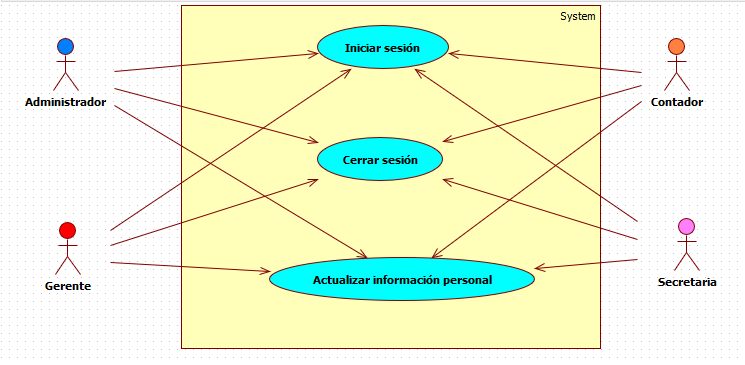 System
Iniciar sesión
Administrador
Contador
Cerrar sesión
Gerente
Actualizar información personal
Secretaria